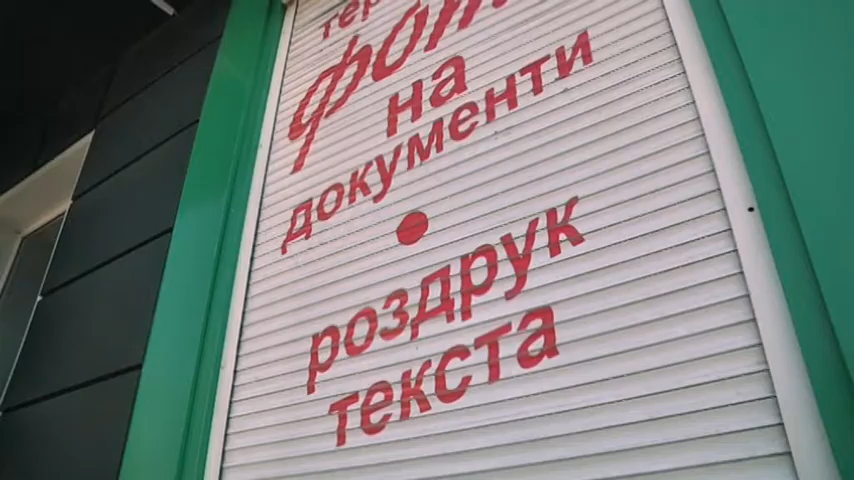 на
документи
роздрук
текста